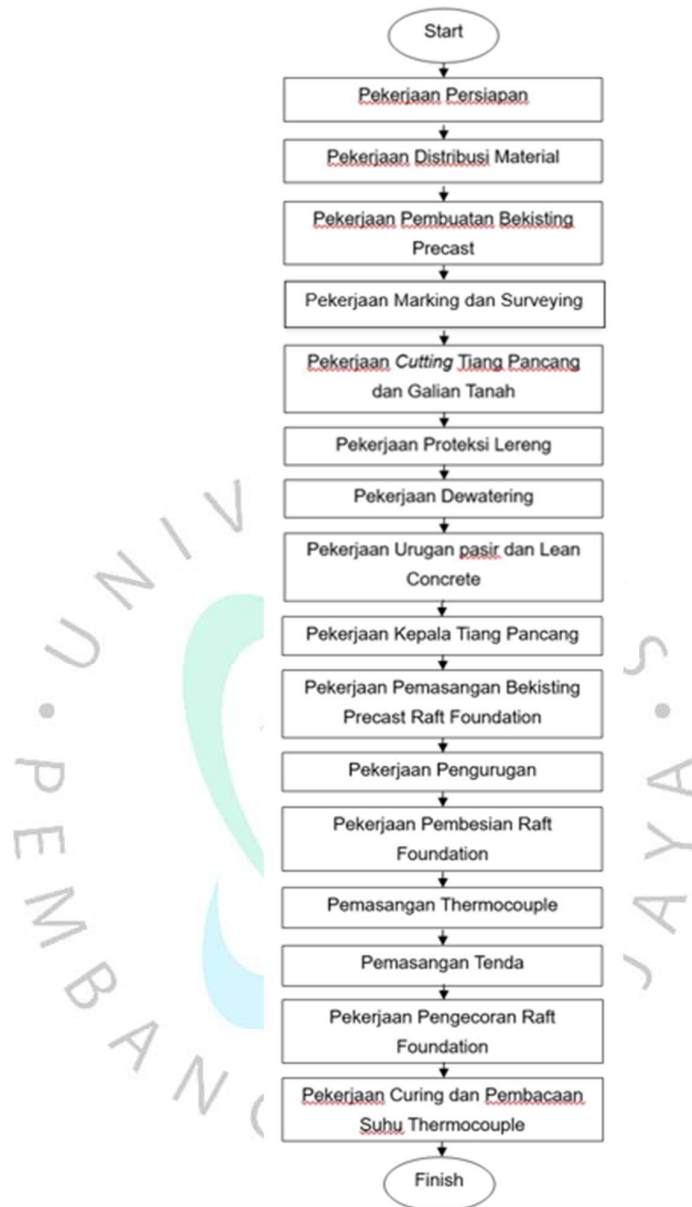 Start
Pekerjaan Persiapan
Pekerjaan Distribusi Material
Pekerjaan Pembuatan Bekisting
Precast
Pekerjaan Marking dan Surveying
Pekerjaan Cutting Tiang Pancang
dan Galian Tanah
Pekerjaan Proteksi Lereng
Pekerjaan Dewatering
Pekerjaan Urugan pasir dan Lean
Concrete
Pekerjaan Kepala Tiang Pancang
Pekerjaan Pemasangan Bekisting
Precast Raft Foundation
Pekerjaan Pengurugan
Pekerjaan Pembesian Raft
Foundation
Pemasangan Thermocouple
Pemasangan Tenda
Pekerjaan Pengecoran Raft
Foundation
Pekerjaan Curing dan Pembacaan
Suhu Thermocouple
Finish
JAYA